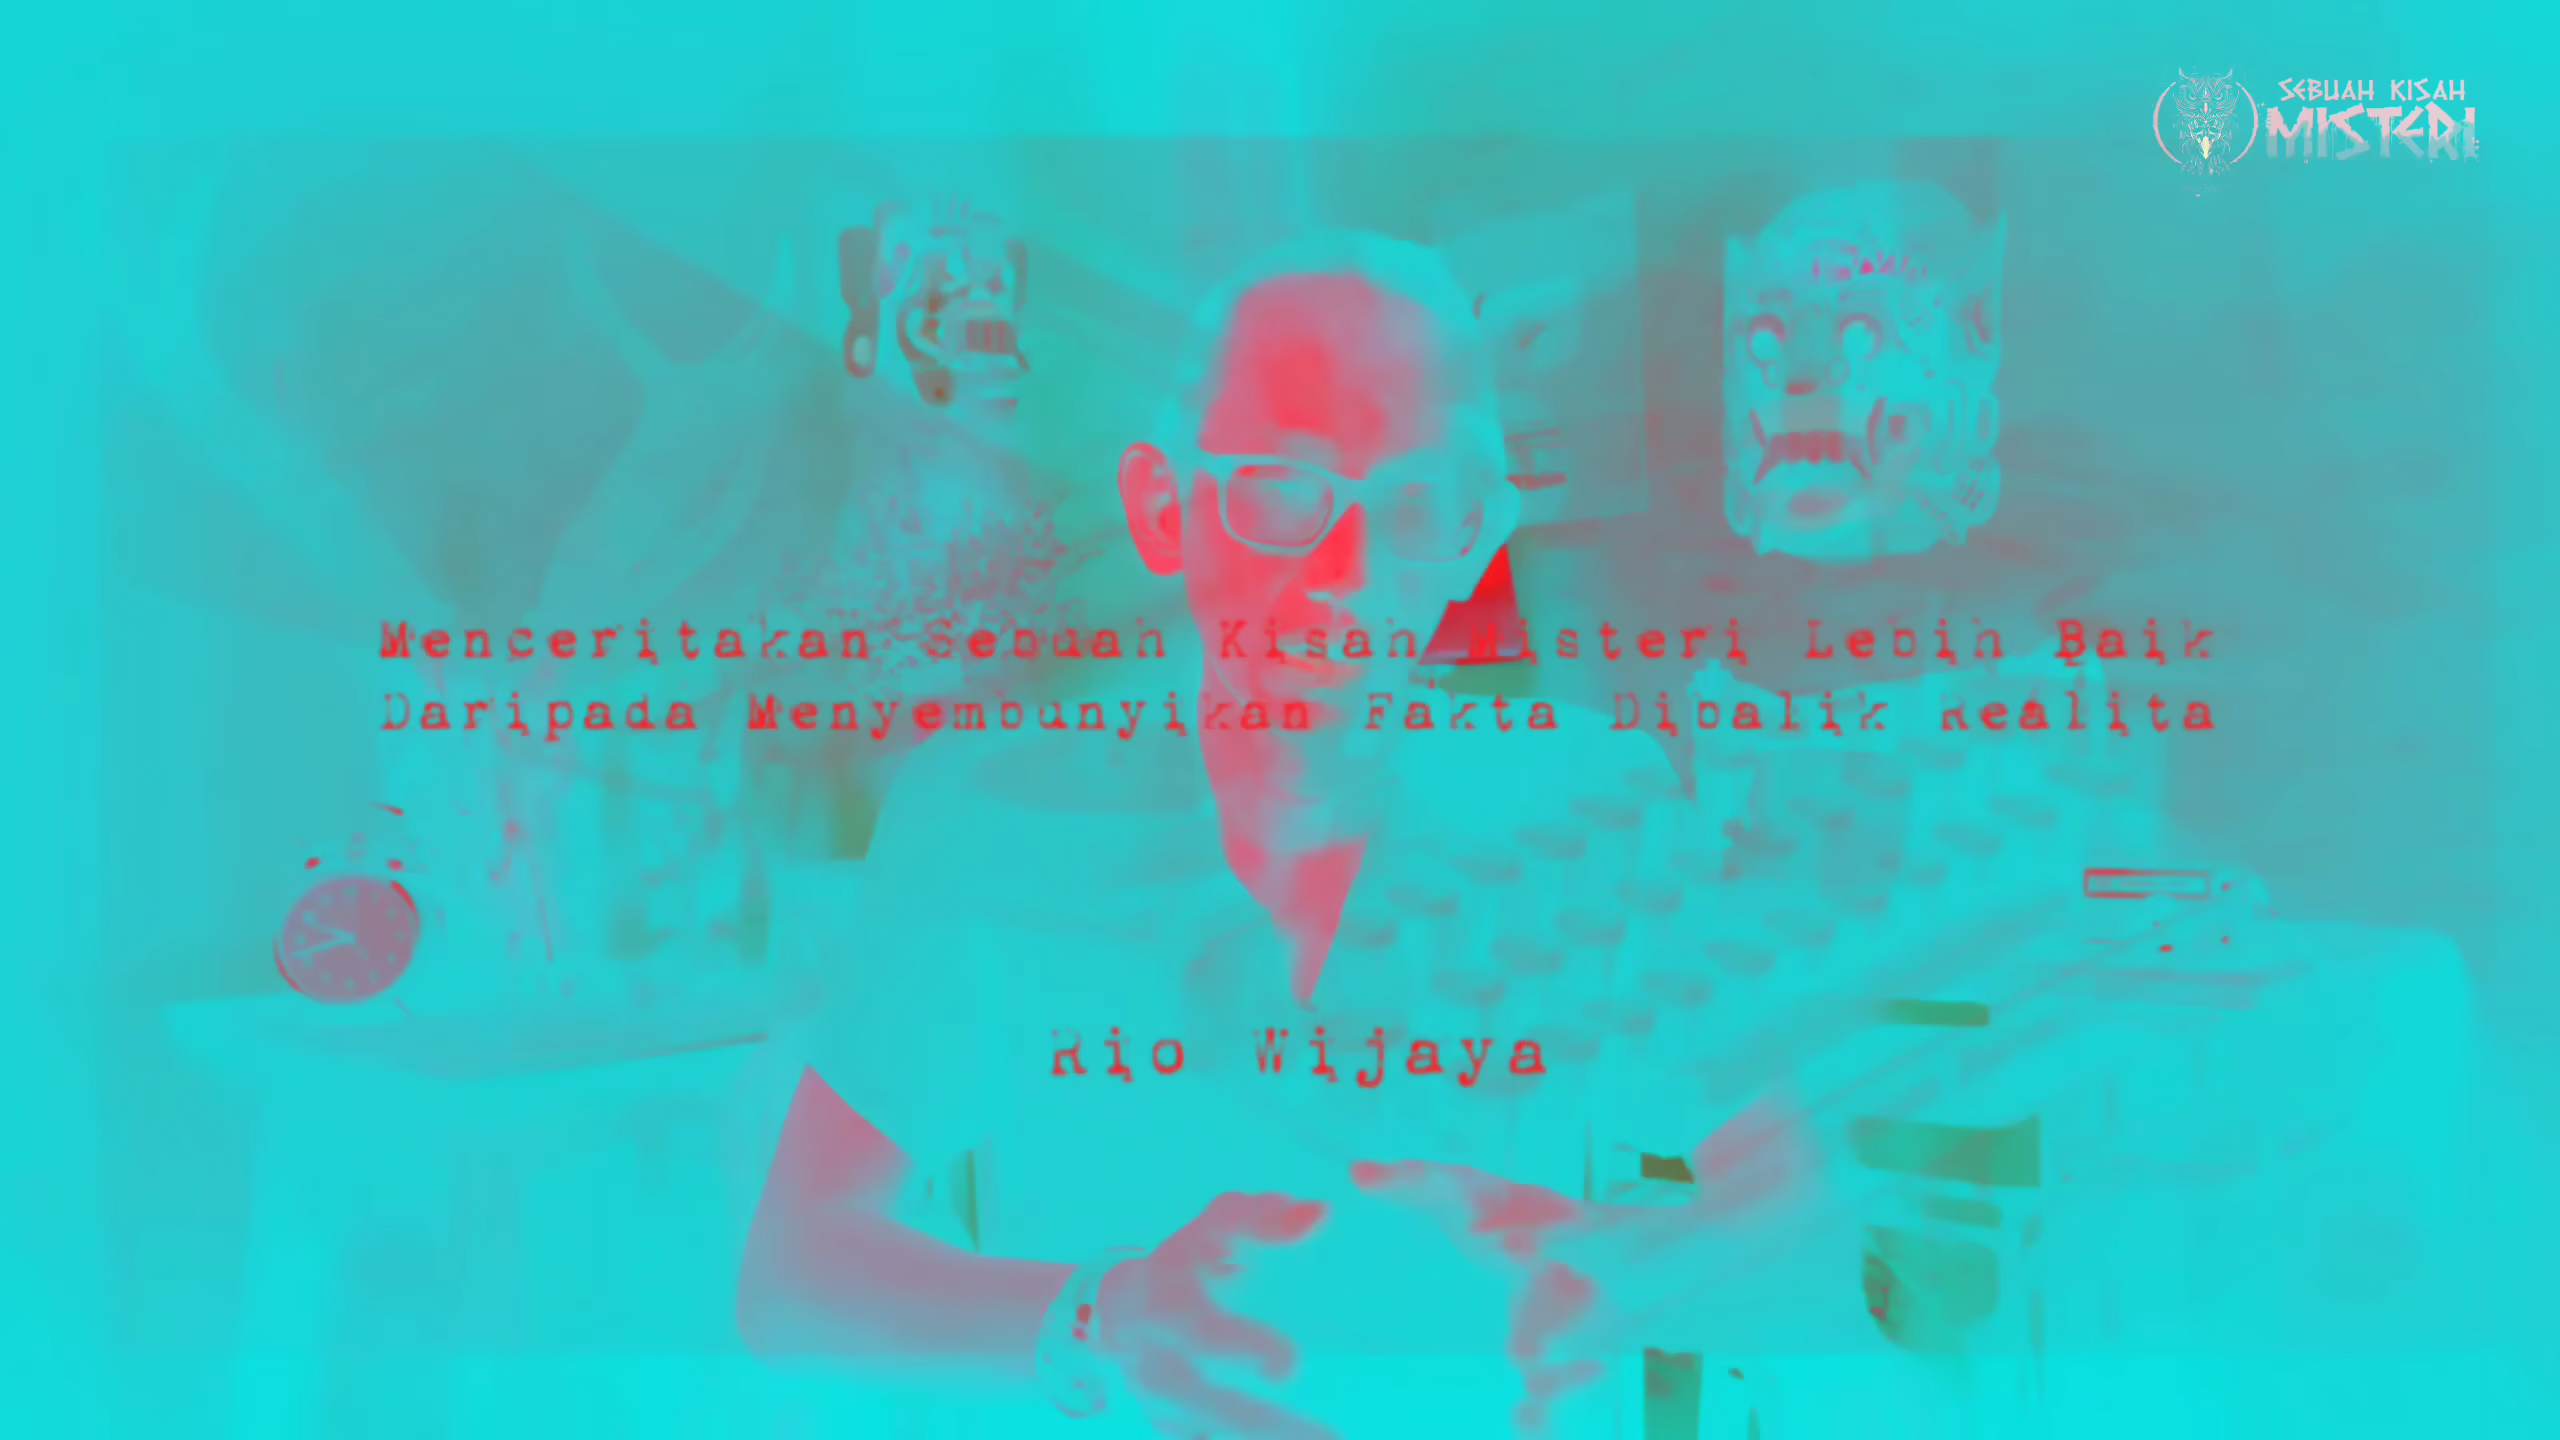 SEBUAH KISAH
MISTERI
Menceritakan Sebuah Kisah Misteri Lebih Baik
Daripada Menyembunyikan Fakta Dibalik Realita
Rio Wijaya